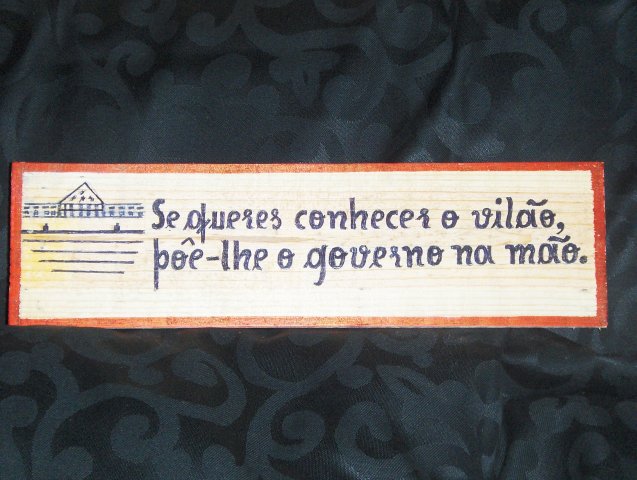 Se queres conhecer o vilão,
põe-lhe o governo na mão.